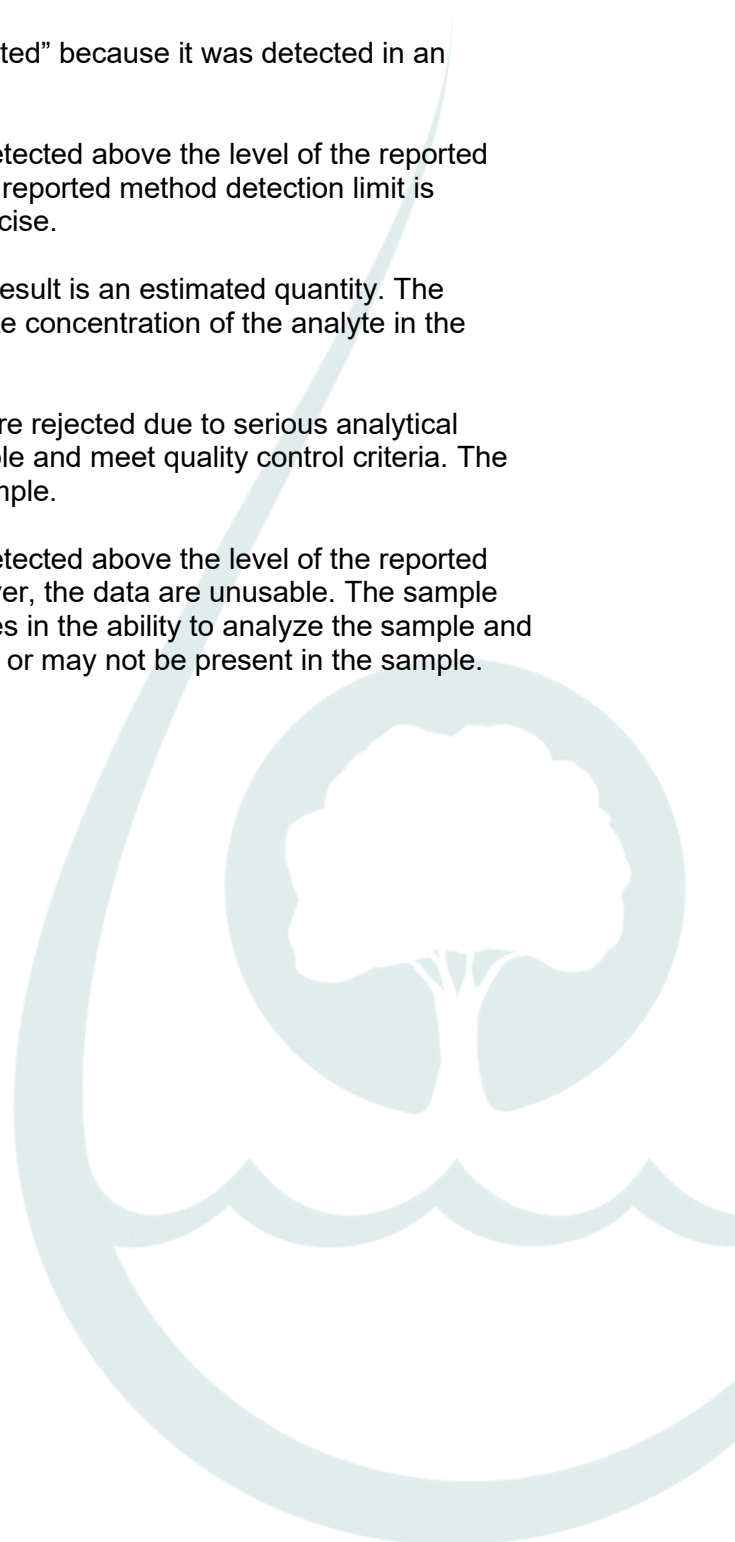 ted” because it was detected in an
etected above the level of the reported
reported method detection limit is
cise.
esult is an estimated quantity. The
te concentration of the analyte in the
re rejected due to serious analytical
ple and meet quality control criteria. The
mple.
etected above the level of the reported
ver, the data are unusable. The sample
es in the ability to analyze the sample and
or may not be present in the sample.